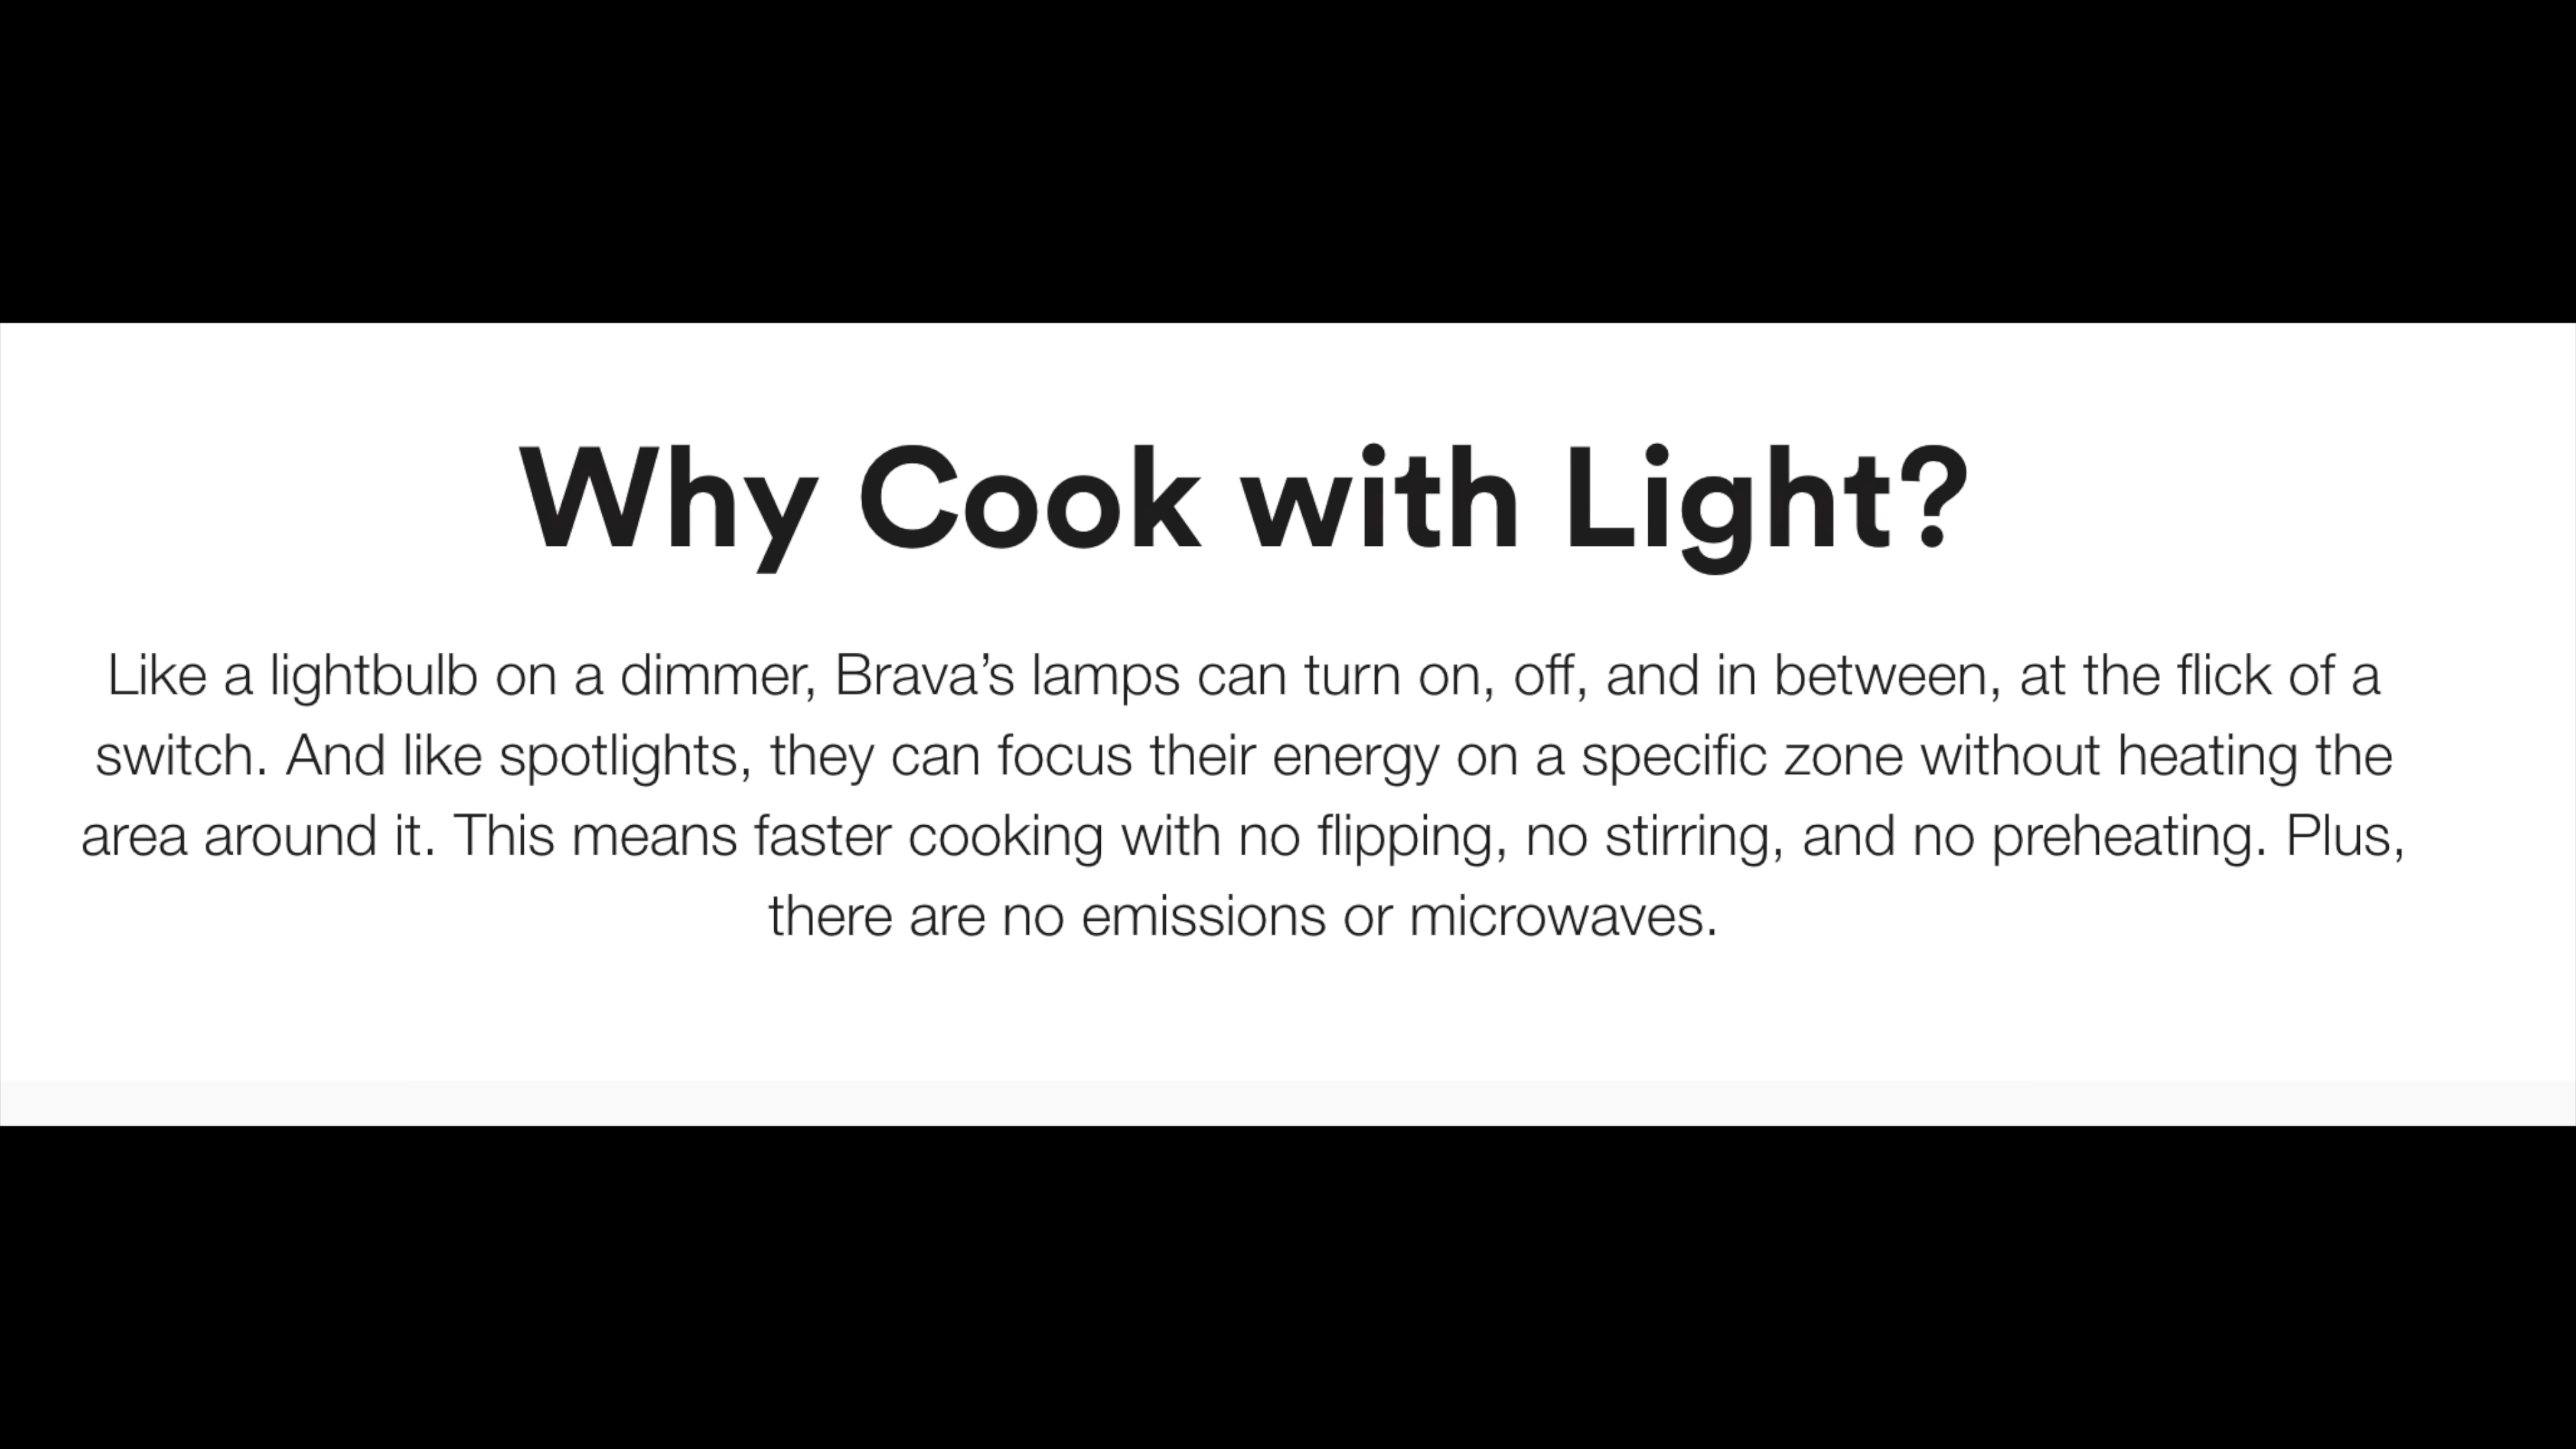 Why Cook with Light?
Like a lightbulb on a dimmer, Brava’s lamps can turn on, off, and in between, at the flick of a
switch. And like spotlights, they can focus their energy on a specific zone without heating the
area around it. This means faster cooking with no flipping, no stirring, and no preheating. Plus,
there are no emissions or microwaves.